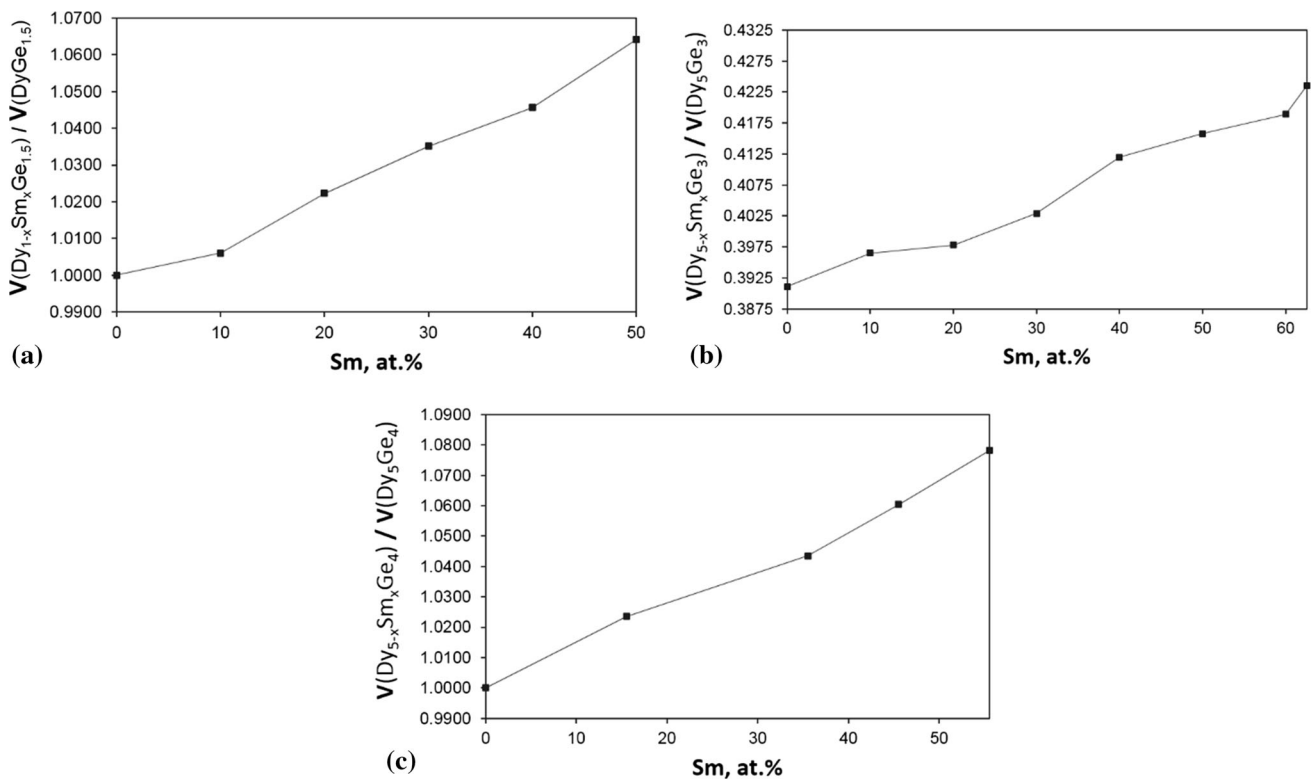 V(Dy1-xSmxGe1.5) / V(DyGe1.5)
1.0700
1.0600
1.0500
1.0400
1.0300
1.0200
1.0100
1.0000
0.9900
0 10 20 30 40 50
Sm, at.%
(a)
V(Dy5-xSmxGe3) / V(Dy5Ge3)
0.4325
0.4275
0.4225
0.4175
0.4125
0.4075
0.4025
0.3975
0.3925
0.3875
0 10 20 30 40 50 60
Sm, at.%
(b)
V(Dy5-xSmxGe4) / V(Dy5Ge4)
1.0900
1.0800
1.0700
1.0600
1.0500
1.0400
1.0300
1.0200
1.0100
1.0000
0.9900
0 10 20 30 40 50
Sm, at.%
(c)